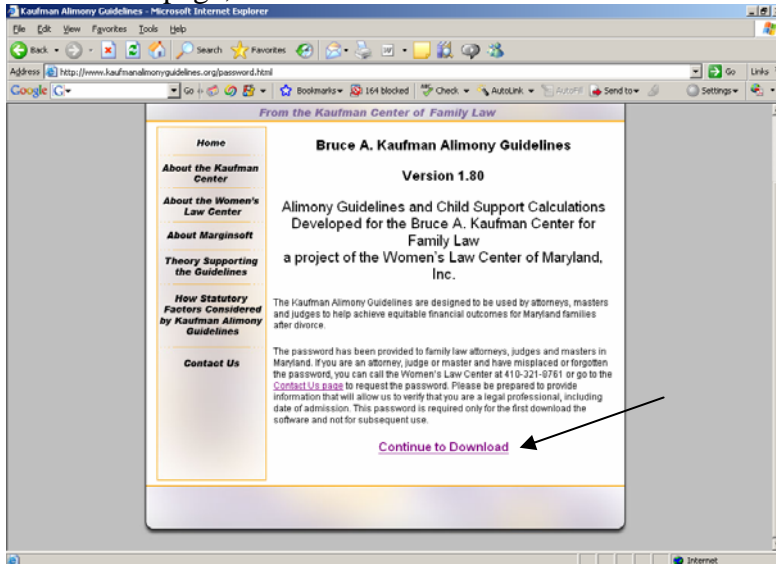 page,
Kaufman Alimony Guidelines - Microsoft Internet Explorer
File Edit View Favorites Tools Help
Back Search Favorites
Address http://www.kaufmanalimonyguidelines.org/password.html Go Links
Google G Go Bookmarks 164 blocked Check AutoLink AutoFill Send to Settings
From the Kaufman Center of Family Law
Home
About the Kaufman
Center
About the Women's
Law Center
About Marginsoft
Theory Supporting
the Guidelines
How Statutory
Factors Considered
by Kaufman Alimony
Guidelines
Contact Us
Bruce A. Kaufman Alimony Guidelines
Version 1.80
Alimony Guidelines and Child Support Calculations
Developed for the Bruce A. Kaufman Center for
Family Law
a project of the Women's Law Center of Maryland,
Inc.
The Kaufman Alimony Guidelines are designed to be used by attorneys, masters
and judges to help achieve equitable financial outcomes for Maryland families
after divorce.
The password has been provided to family law attorneys, judges and masters in
Maryland. If you are an attorney, judge or master and have misplaced or forgotten
the password, you can call the Women's Law Center at 410-321-8761 or go to the
Contact Us page to request the password. Please be prepared to provide
information that will allow us to verify that you are a legal professional, including
date of admission. This password is required only for the first download the
software and not for subsequent use.
Continue to Download
Internet